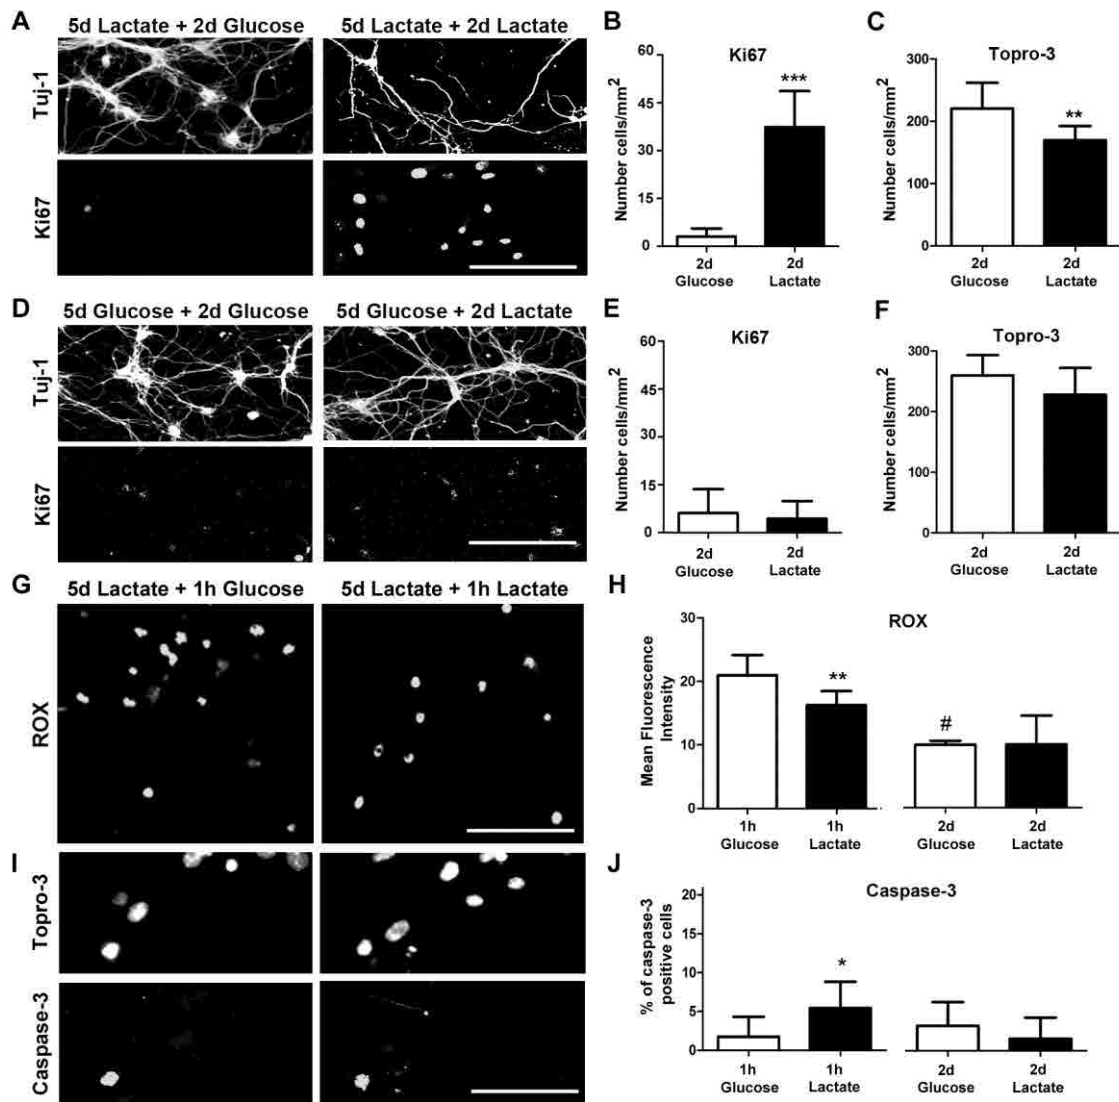 A
5d Lactate + 2d Glucose
5d Lactate + 2d Lactate
Tuj-1
Ki67
B
Ki67
Number cells/mm²
60
45
30
15
0
***
2d
Glucose
2d
Lactate
C
Topro-3
Number cells/mm²
300
200
100
0
**
2d
Glucose
2d
Lactate
D
5d Glucose + 2d Glucose
5d Glucose + 2d Lactate
Tuj-1
Ki67
E
Ki67
Number cells/mm²
60
45
30
15
0
2d
Glucose
2d
Lactate
F
Topro-3
Number cells/mm²
300
200
100
0
2d
Glucose
2d
Lactate
G
5d Lactate + 1h Glucose
5d Lactate + 1h Lactate
ROX
H
ROX
Mean Fluorescence
Intensity
30
20
10
0
**
#
1h
Glucose
1h
Lactate
2d
Glucose
2d
Lactate
I
Topro-3
Caspase-3
J
Caspase-3
% of caspase-3
positive cells
20
15
10
5
0
*
1h
Glucose
1h
Lactate
2d
Glucose
2d
Lactate